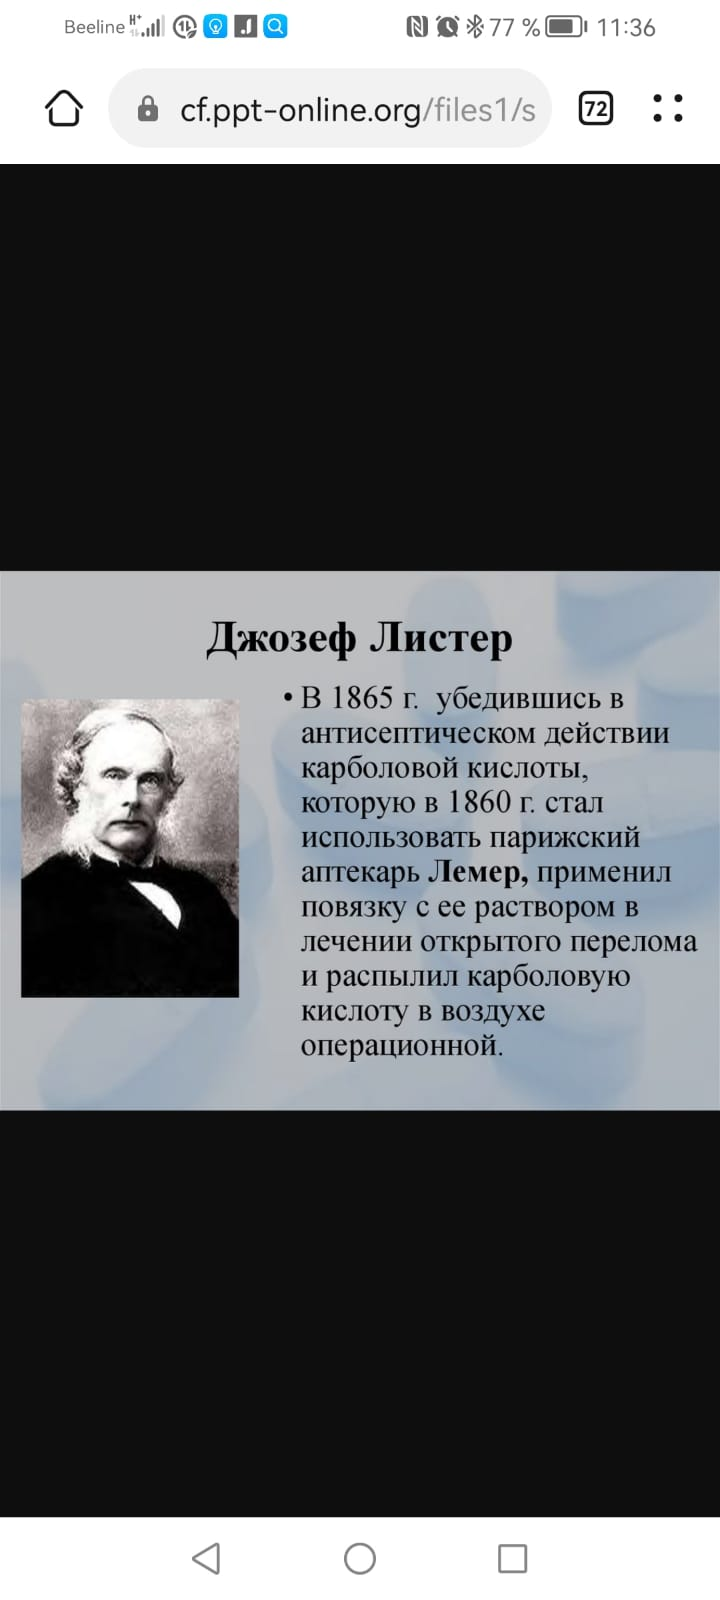 Beeline H+ 77 % 11:36
cf.ppt-online.org/files1/s 72
Джозеф Листер
• В 1865 г. убедившись в
антисептическом действии
карболовой кислоты,
которую в 1860 г. стал
использовать парижский
аптекарь Лемер, применил
повязку с ее раствором в
лечении открытого перелома
и распылил карболовую
кислоту в воздухе
операционной.